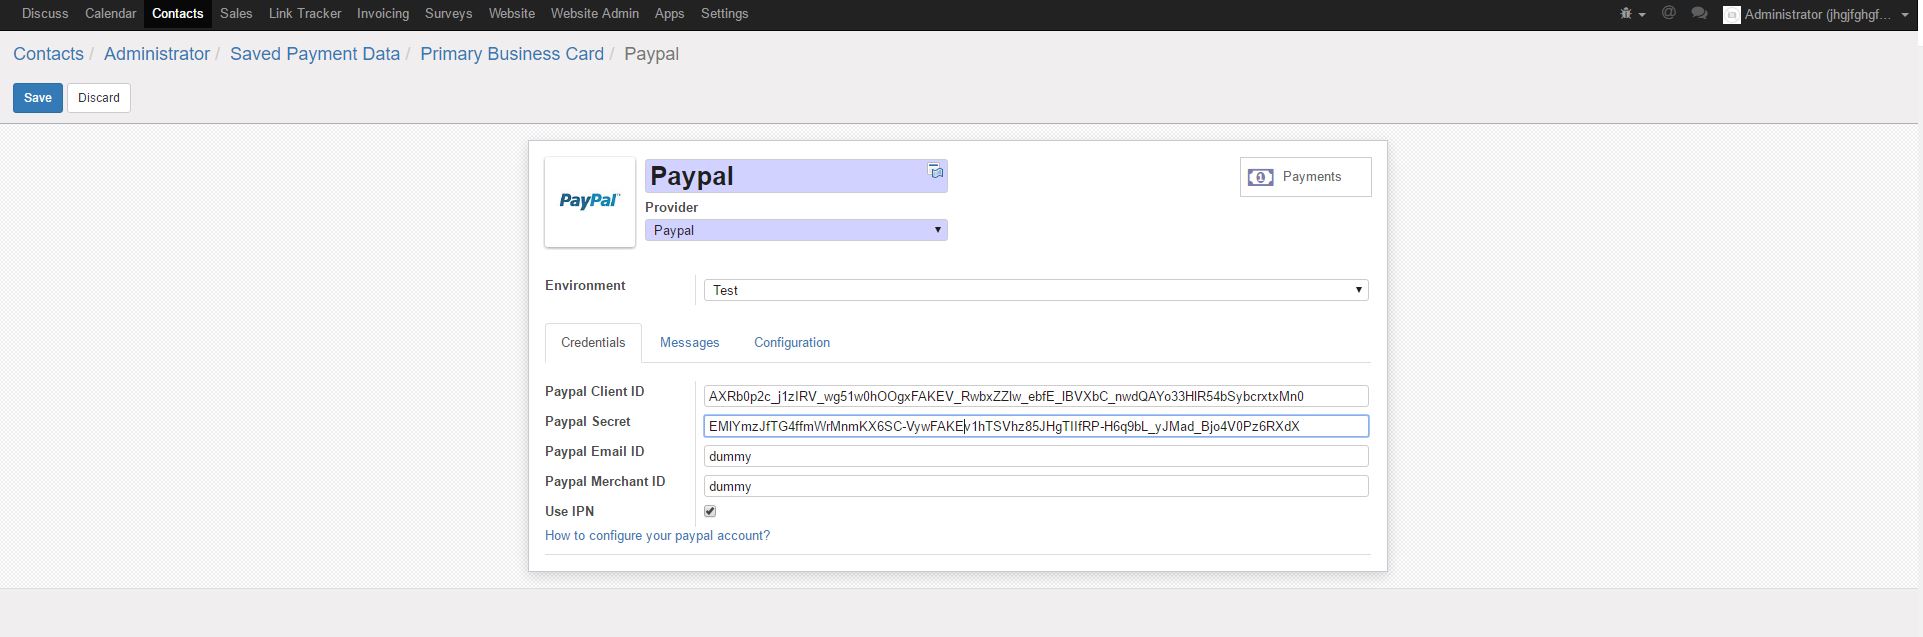 Discuss Calendar Contacts Sales Link Tracker Invoicing Surveys Website Website Admin Apps Settings @ Administrator (jhgjfghgf...
Contacts / Administrator / Saved Payment Data / Primary Business Card / Paypal
Save Discard
PayPal™
Paypal
Provider
Paypal
1 Payments
Environment Test
Credentials Messages Configuration
Paypal Client ID AXRb0p2c_j1zIRV_wg51w0hOOgxFAKEV_RwbxZZlw_ebfE_IBVXbC_nwdQAYo33HlR54bSybcrxtxMn0
Paypal Secret EMlYmzJfTG4ffmWrMnmKX6SC-VywFAKEv1hTSVhz85JHgTIIfRP-H6q9bL_yJMad_Bjo4V0Pz6RXdX
Paypal Email ID dummy
Paypal Merchant ID dummy
Use IPN
How to configure your paypal account?